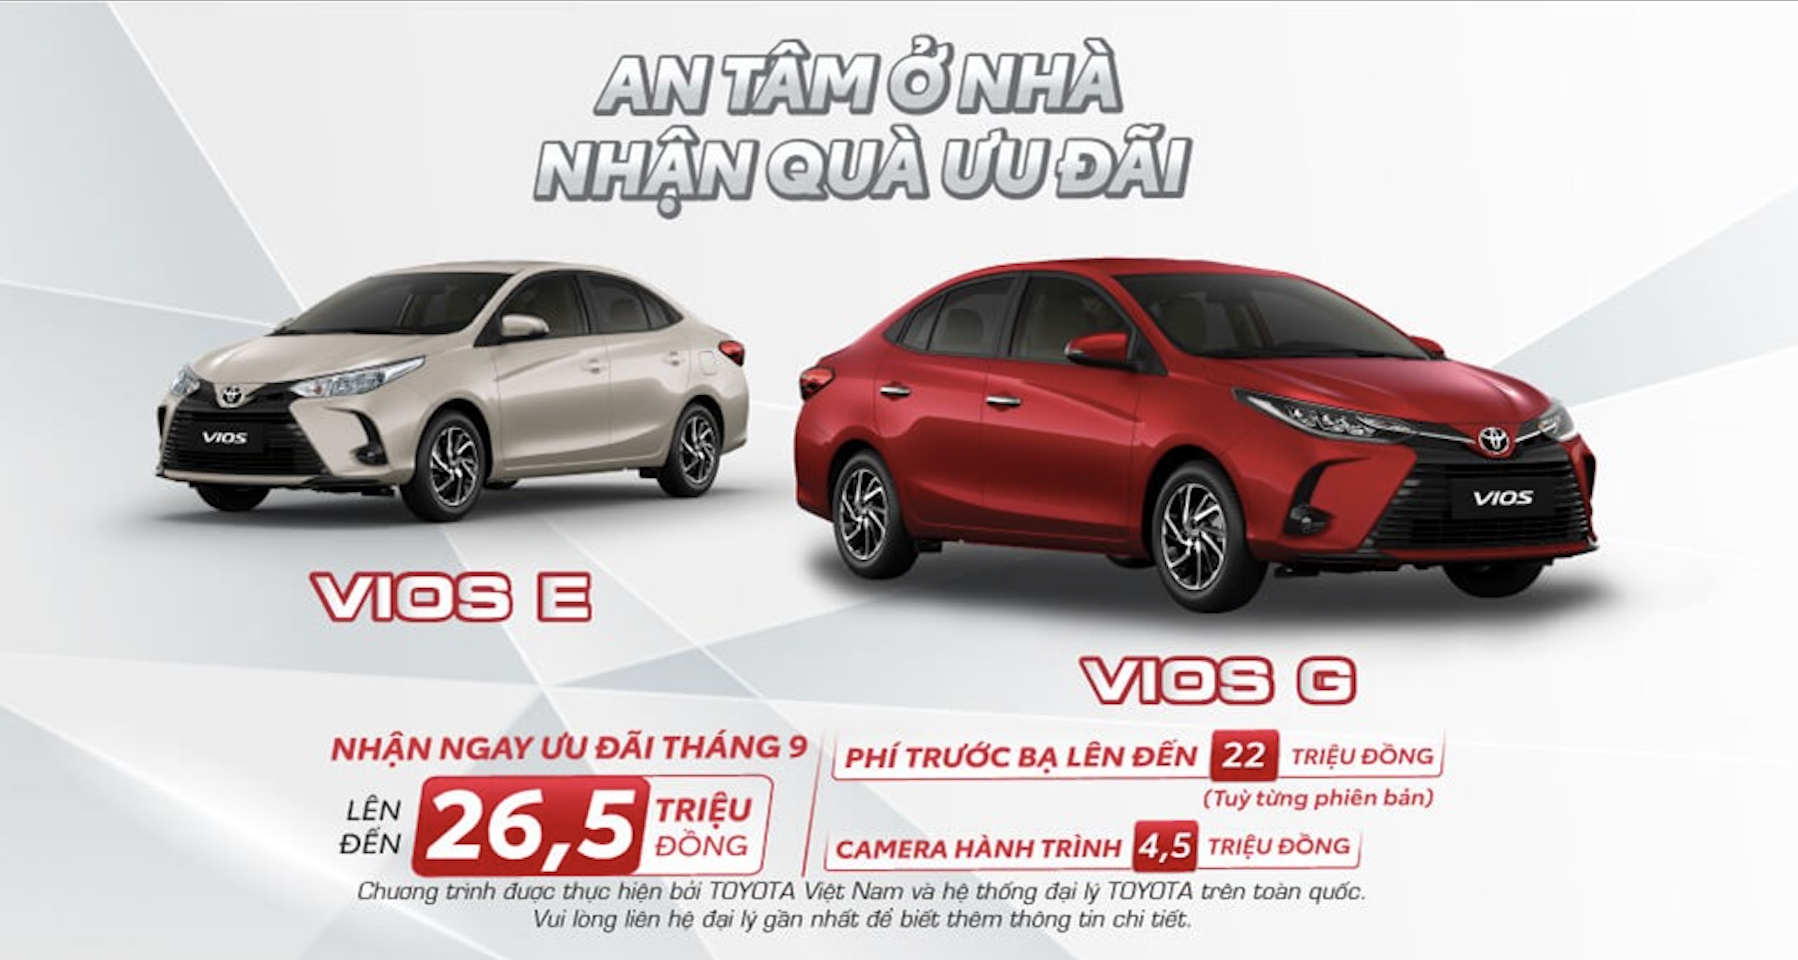 AN TÂM Ở NHÀ
NHẬN QUÀ ƯU ĐÃI
VIOS
VIOS
VIOS E
VIOS G
NHẬN NGAY ƯU ĐÃI THÁNG 9
LÊN ĐẾN 26,5 TRIỆU ĐỒNG
PHÍ TRƯỚC BẠ LÊN ĐẾN 22 TRIỆU ĐỒNG
(Tuỳ từng phiên bản)
CAMERA HÀNH TRÌNH 4,5 TRIỆU ĐỒNG
Chương trình được thực hiện bởi TOYOTA Việt Nam và hệ thống đại lý TOYOTA trên toàn quốc.
Vui lòng liên hệ đại lý gần nhất để biết thêm thông tin chi tiết.